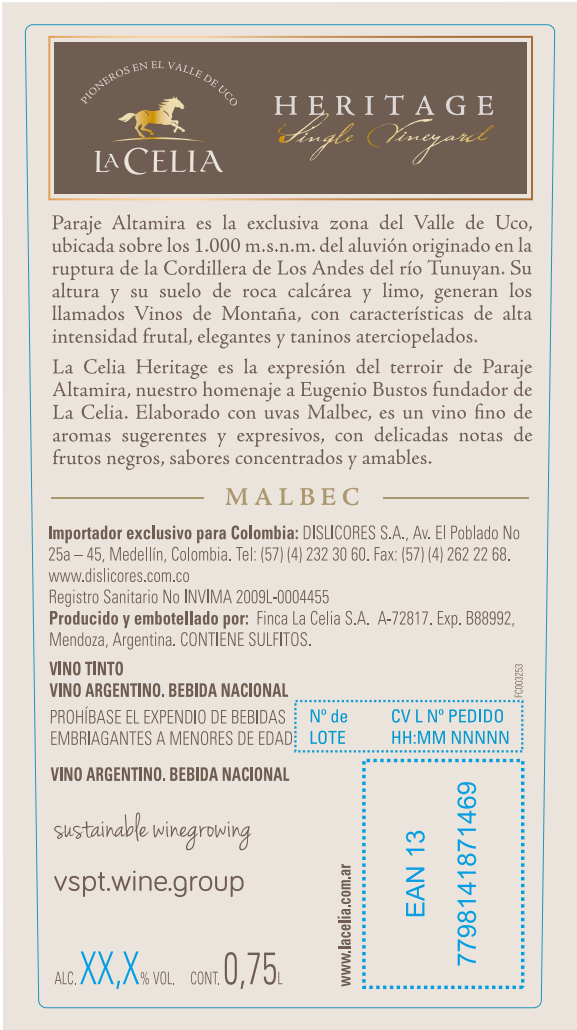 PIONEROS EN EL VALLE DE UCO
LA CELIA
HERITAGE
Single Vineyard
Paraje Altamira es la exclusiva zona del Valle de Uco,
ubicada sobre los 1.000 m.s.n.m. del aluvión originado en la
ruptura de la Cordillera de Los Andes del río Tunuyan. Su
altura y su suelo de roca calcárea y limo, generan los
llamados Vinos de Montaña, con características de alta
intensidad frutal, elegantes y taninos aterciopelados.
La Celia Heritage es la expresión del terroir de Paraje
Altamira, nuestro homenaje a Eugenio Bustos fundador de
La Celia. Elaborado con uvas Malbec, es un vino fino de
aromas sugerentes y expresivos, con delicadas notas de
frutos negros, sabores concentrados y amables.
MALBEC
Importador exclusivo para Colombia: DISLICORES S.A., Av. El Poblado No
25a – 45, Medellín, Colombia. Tel: (57) (4) 232 30 60. Fax: (57) (4) 262 22 68.
www.dislicores.com.co
Registro Sanitario No INVIMA 2009L-0004455
Producido y embotellado por: Finca La Celia S.A. A-72817. Exp. B88992,
Mendoza, Argentina. CONTIENE SULFITOS.
VINO TINTO
VINO ARGENTINO. BEBIDA NACIONAL
FC003253
PROHÍBASE EL EXPENDIO DE BEBIDAS
EMBRIAGANTES A MENORES DE EDAD
Nº de
LOTE
CV L Nº PEDIDO
HH:MM NNNNN
VINO ARGENTINO. BEBIDA NACIONAL
sustainable winegrowing
vspt.wine.group
www.lacelia.com.ar
EAN 13
7798141871469
ALC. XX,X% VOL. CONT. 0,75L